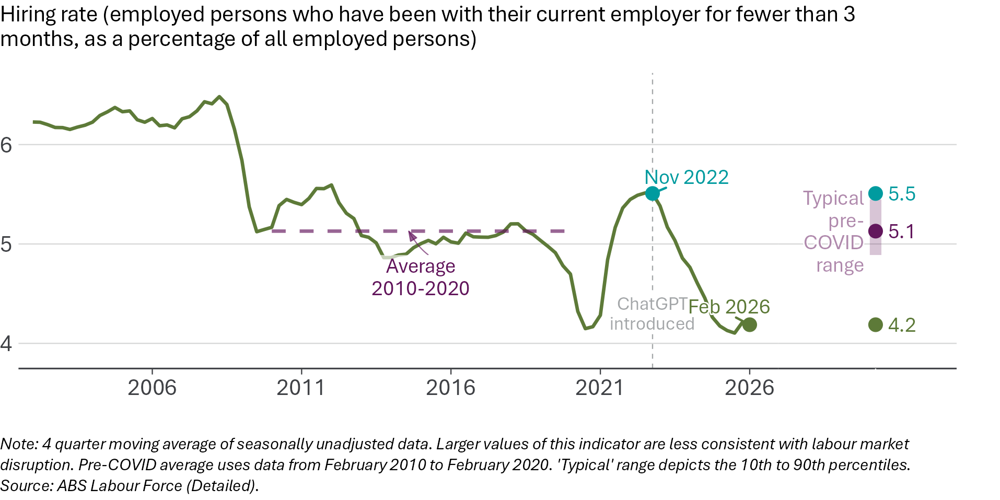 Hiring rate (employed persons who have been with their current employer for fewer than 3
months, as a percentage of all employed persons)
Nov 2022
6
5
4
Typical
pre-
COVID
range
5.5
5.1
4.2
Average
2010-2020
ChatGPT
introduced
Feb 2026
2006
2011
2016
2021
2026
Note: 4 quarter moving average of seasonally unadjusted data. Larger values of this indicator are less consistent with labour market
disruption. Pre-COVID average uses data from February 2010 to February 2020. 'Typical' range depicts the 10th to 90th percentiles.
Source: ABS Labour Force (Detailed).